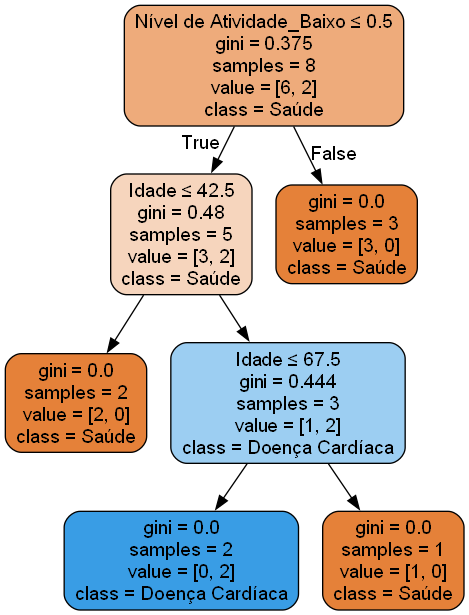 Nível de Atividade_Baixo ≤ 0.5
gini = 0.375
samples = 8
value = [6, 2]
class = Saúde
True
False
Idade ≤ 42.5
gini = 0.48
samples = 5
value = [3, 2]
class = Saúde
gini = 0.0
samples = 3
value = [3, 0]
class = Saúde
gini = 0.0
samples = 2
value = [2, 0]
class = Saúde
Idade ≤ 67.5
gini = 0.444
samples = 3
value = [1, 2]
class = Doença Cardíaca
gini = 0.0
samples = 2
value = [0, 2]
class = Doença Cardíaca
gini = 0.0
samples = 1
value = [1, 0]
class = Saúde